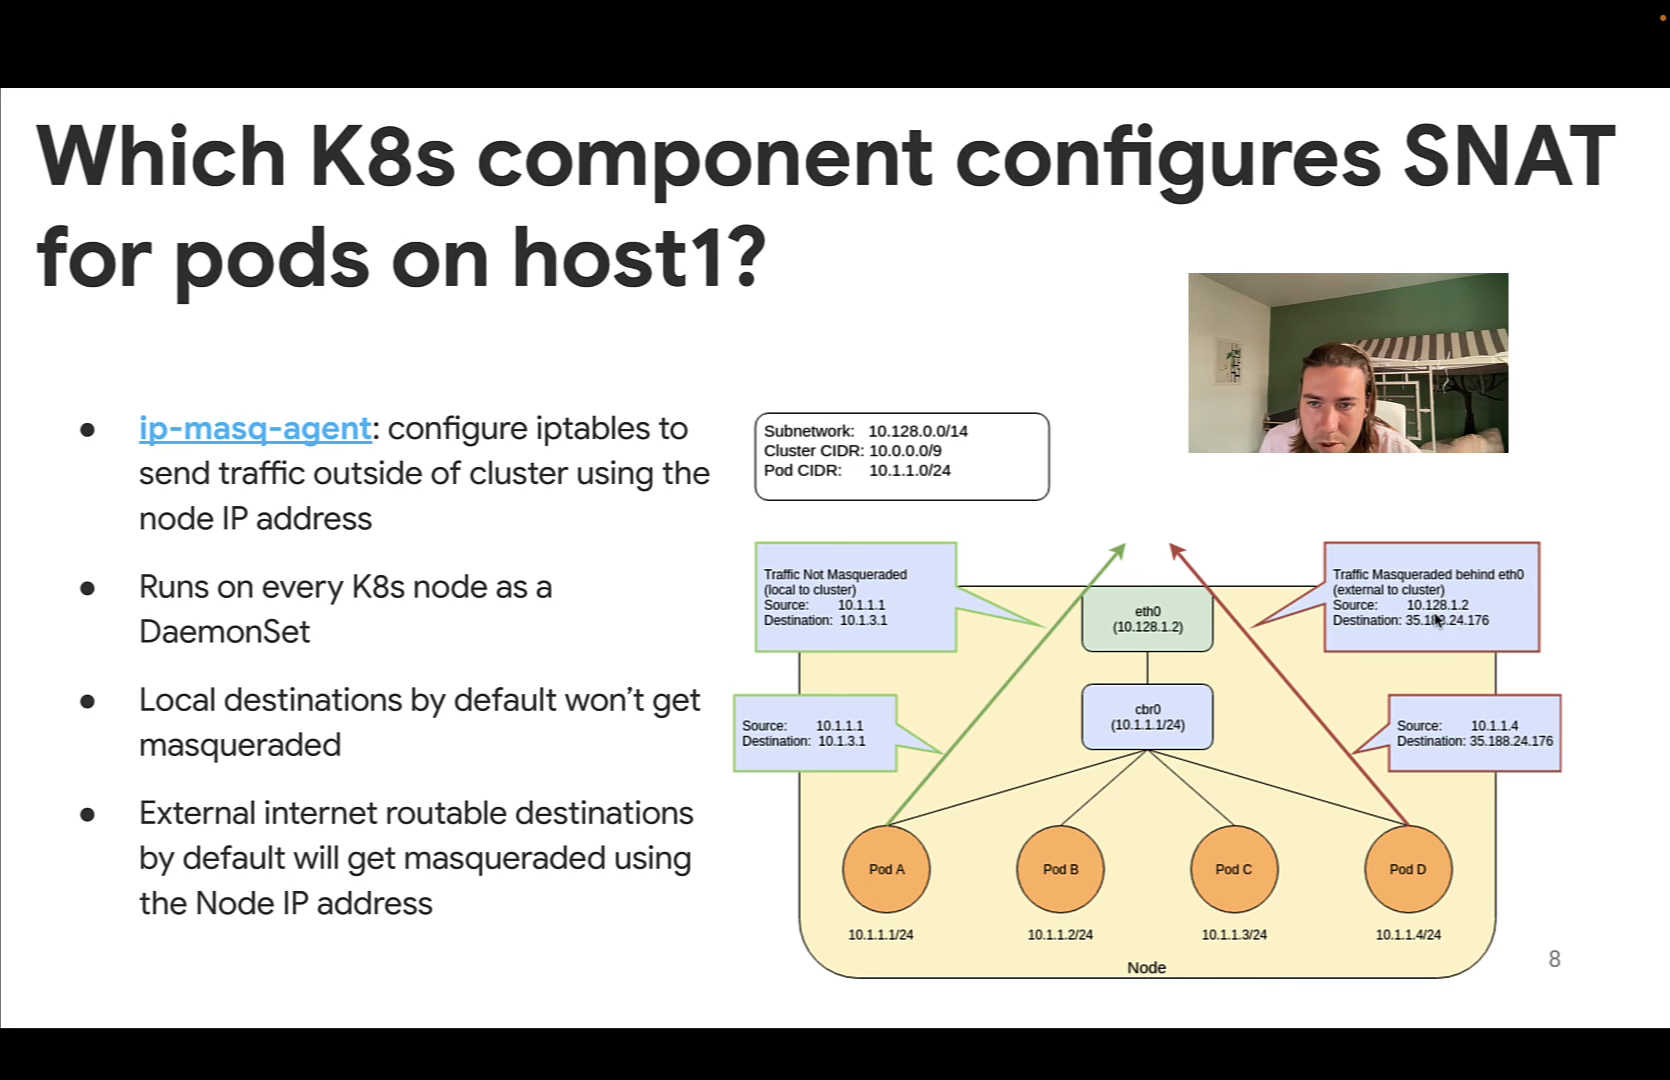 Which K8s component configures SNAT
for pods on host1?
● ip-masq-agent: configure iptables to
send traffic outside of cluster using the
node IP address
● Runs on every K8s node as a
DaemonSet
● Local destinations by default won’t get
masqueraded
● External internet routable destinations
by default will get masqueraded using
the Node IP address
Subnetwork: 10.128.0.0/14
Cluster CIDR: 10.0.0.0/9
Pod CIDR: 10.1.1.0/24
Traffic Not Masqueraded
(local to cluster)
Source: 10.1.1.1
Destination: 10.1.3.1
eth0
(10.128.1.2)
Traffic Masqueraded behind eth0
(external to cluster)
Source: 10.128.1.2
Destination: 35.188.24.176
Source: 10.1.1.1
Destination: 10.1.3.1
cbr0
(10.1.1.1/24)
Source: 10.1.1.4
Destination: 35.188.24.176
Pod A
Pod B
Pod C
Pod D
10.1.1.1/24
10.1.1.2/24
10.1.1.3/24
10.1.1.4/24
Node
8